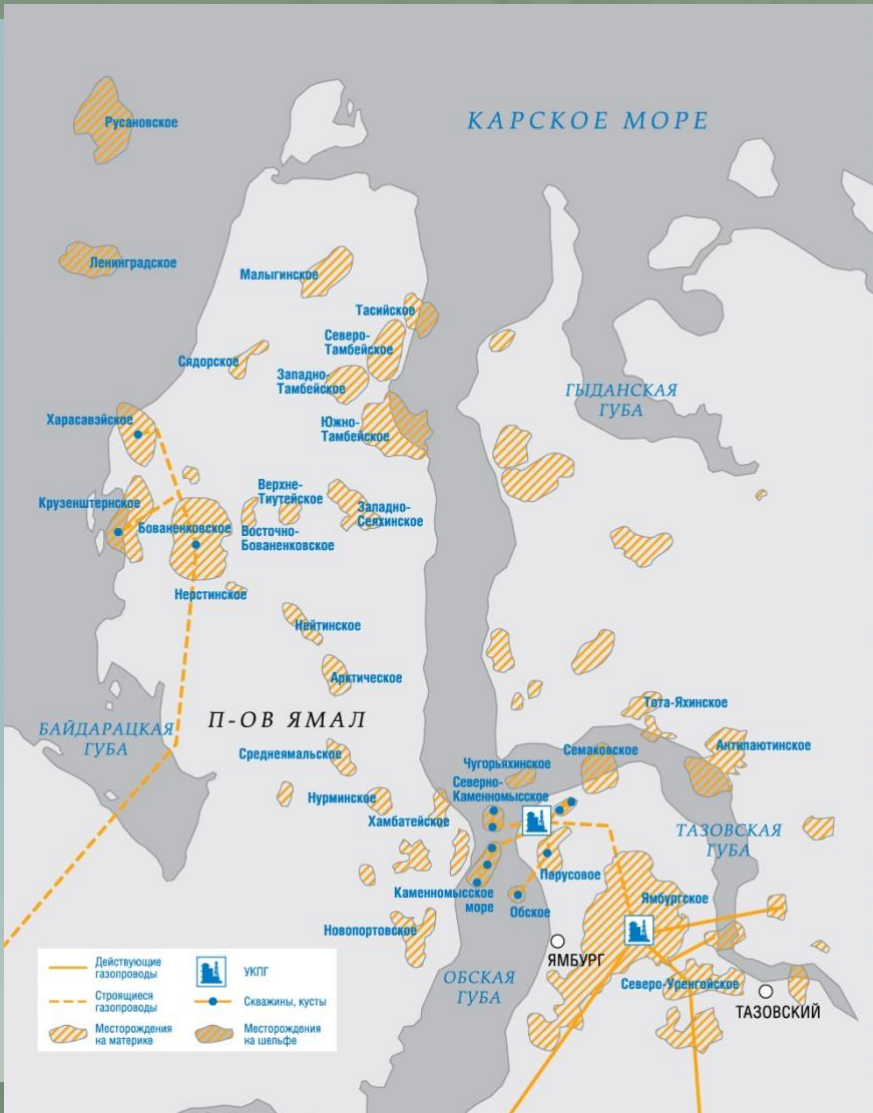 Русановское
КАРСКОЕ МОРЕ
Ленинградское
Малыгинское
Тасийское
Северо-
Тамбейское
Сядорское
Западно-
Тамбейское
ГЫДАНСКАЯ
ГУБА
Харасавэйское
Южно-
Тамбейское
Крузенштернское
Верхне-
Тиутейское
Западно-
Сеяхинское
Бованенковское
Восточно-
Бованенковское
Нерстинское
Нейтинское
Арктическое
Тота-Яхинское
П-ОВ ЯМАЛ
БАЙДАРАЦКАЯ
ГУБА
Среднеямальское
Семаковское
Антипаютинское
Чугорьяхинское
Северно-
Каменномысское
Нурминское
Хамбатейское
ТАЗОВСКАЯ
ГУБА
Парусовое
Каменномысское
море
Обское
Ямбургское
Новопортовское
ЯМБУРГ
ОБСКАЯ
ГУБА
Северо-Уренгойское
ТАЗОВСКИЙ
Действующие
газопроводы
УКПГ
Строящиеся
газопроводы
Скважины, кусты
Месторождения
на материке
Месторождения
на шельфе